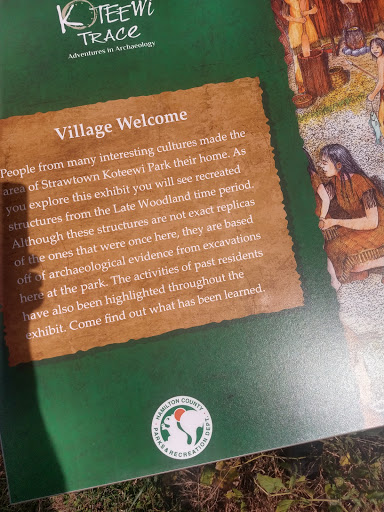 KOTEEWI
TRACE
Adventures in Archaeology
Village Welcome
People from many interesting cultures made the
area of Strawtown Koteewi Park their home. As
you explore this exhibit you will see recreated
structures from the Late Woodland time period.
Although these structures are not exact replicas
of the ones that were once here, they are based
off of archaeological evidence from excavations
here at the park. The activities of past residents
have also been highlighted throughout the
exhibit. Come find out what has been learned.
HAMILTON COUNTY
PARKS & RECREATION DEPT.